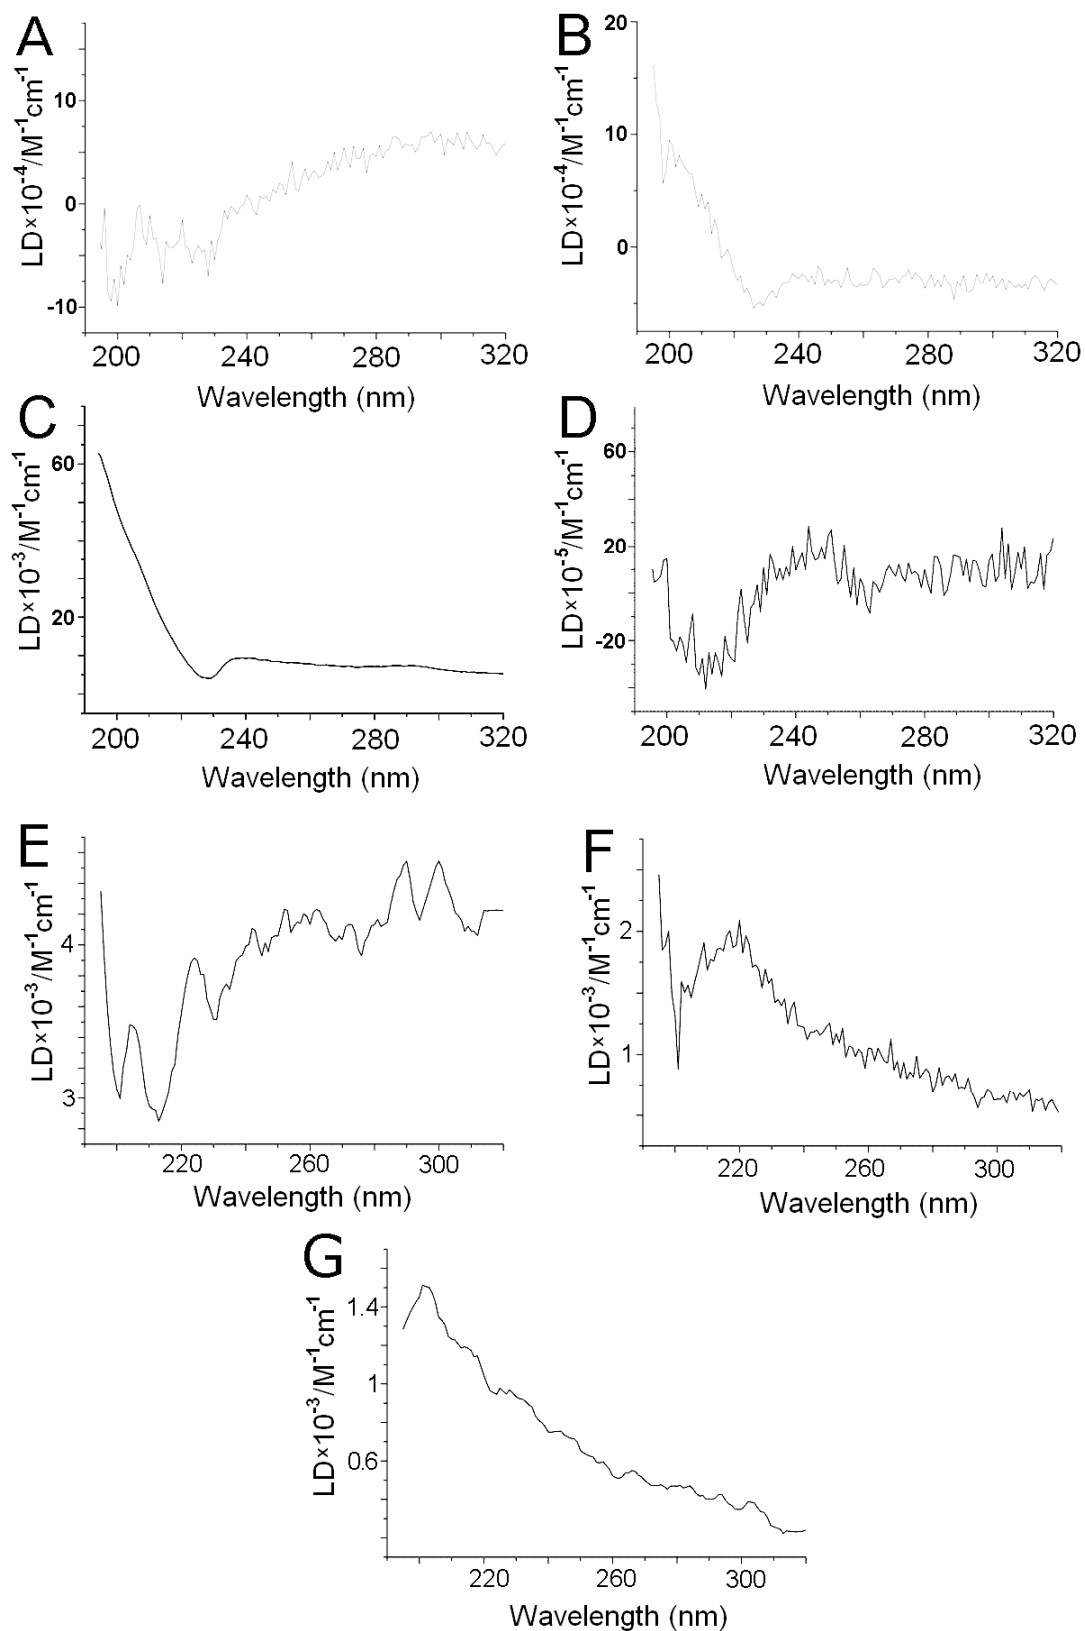 A
LD×10⁻⁴/M⁻¹cm⁻¹
10
0
-10
200 240 280 320
Wavelength (nm)
B
LD×10⁻⁴/M⁻¹cm⁻¹
20
10
0
200 240 280 320
Wavelength (nm)
C
LD×10⁻³/M⁻¹cm⁻¹
60
20
200 240 280 320
Wavelength (nm)
D
LD×10⁻⁵/M⁻¹cm⁻¹
60
20
-20
200 240 280 320
Wavelength (nm)
E
LD×10⁻³/M⁻¹cm⁻¹
4
3
220 260 300
Wavelength (nm)
F
LD×10⁻³/M⁻¹cm⁻¹
2
1
220 260 300
Wavelength (nm)
G
LD×10⁻³/M⁻¹cm⁻¹
1.4
1
0.6
220 260 300
Wavelength (nm)